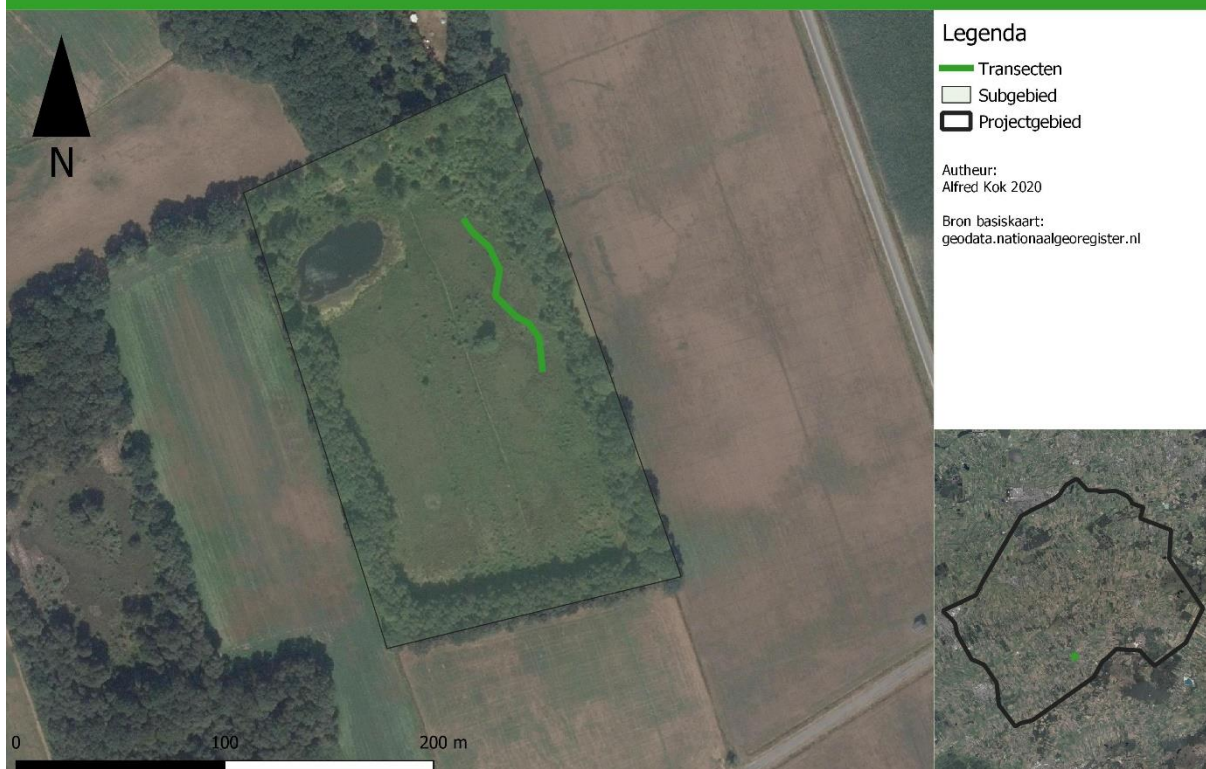 N
Legenda
Transecten
Subgebied
Projectgebied
Autheur:
Alfred Kok 2020
Bron basiskaart:
geodata.nationaalgeoregister.nl
0 100 200 m